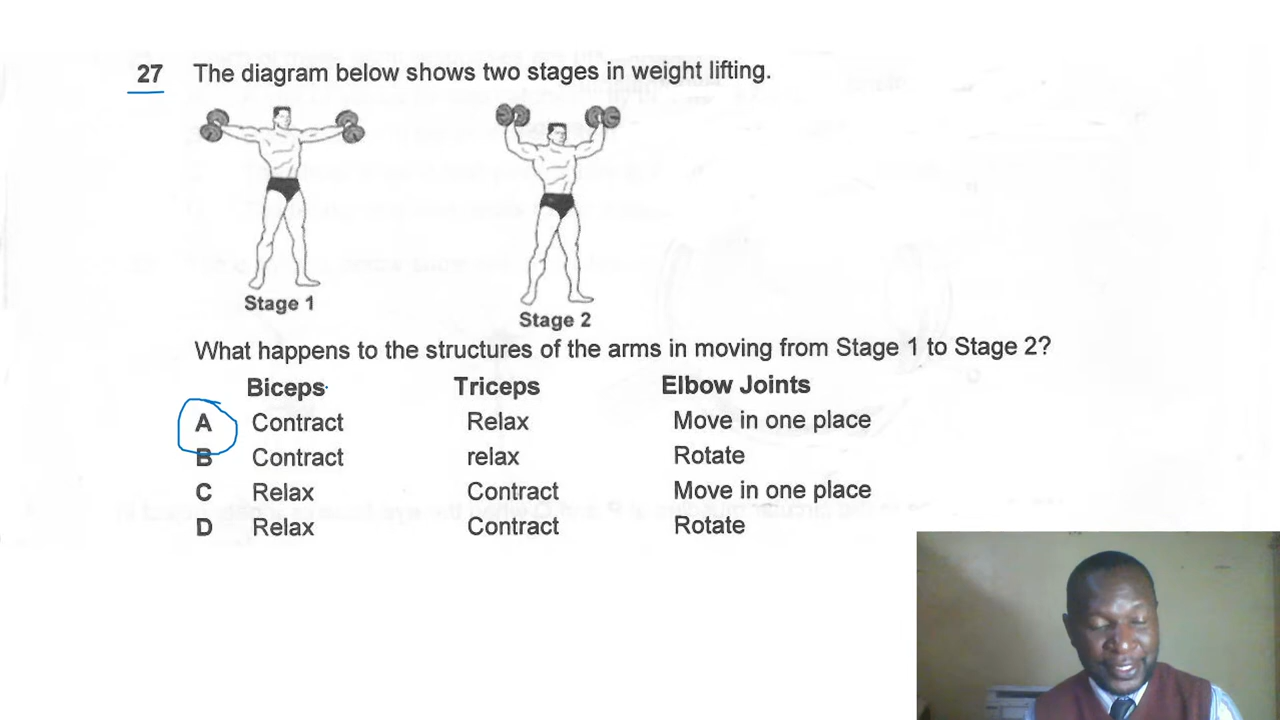 27 The diagram below shows two stages in weight lifting.
Stage 1
Stage 2
What happens to the structures of the arms in moving from Stage 1 to Stage 2?
Biceps Triceps Elbow Joints
A Contract Relax Move in one place
B Contract relax Rotate
C Relax Contract Move in one place
D Relax Contract Rotate